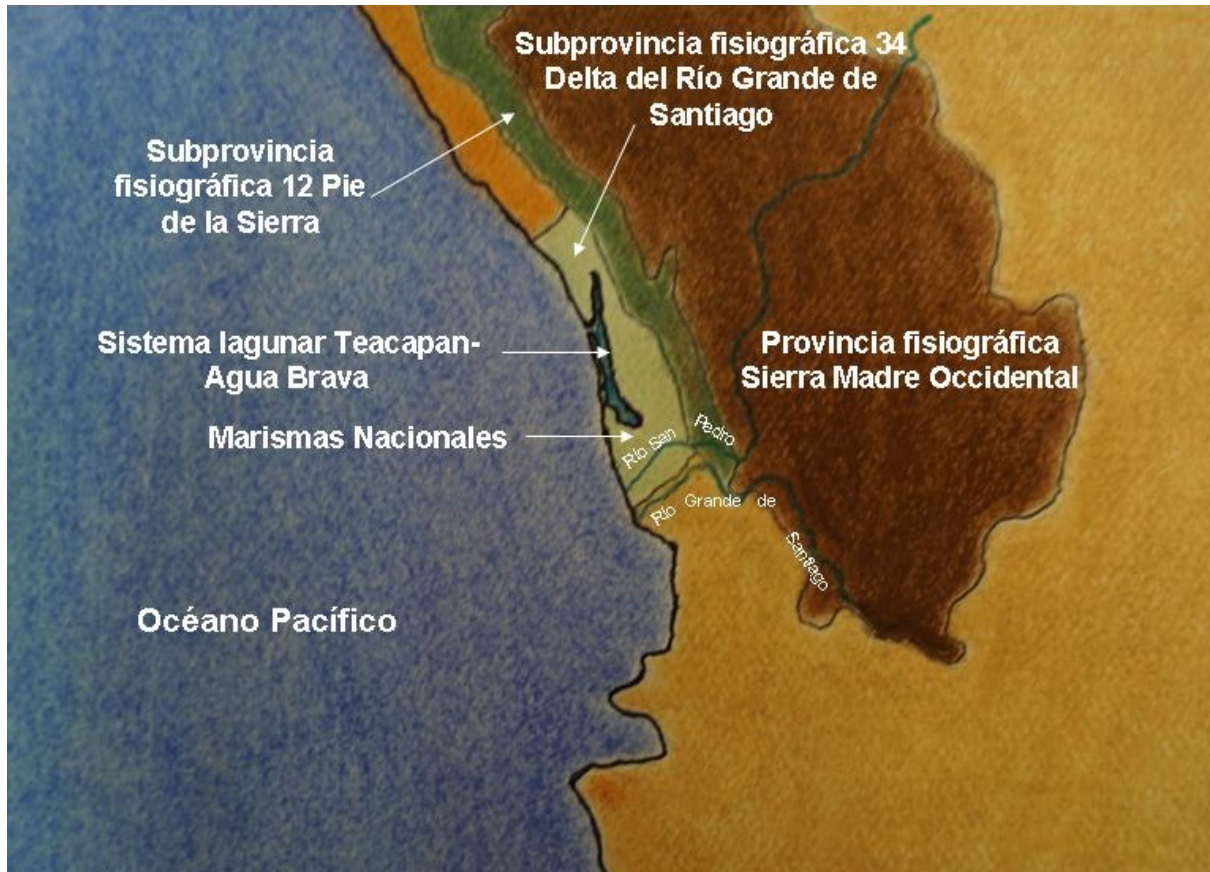 Subprovincia fisiográfica 34
Delta del Río Grande de
Santiago
Subprovincia
fisiográfica 12 Pie
de la Sierra
Sistema lagunar Teacapan-
Agua Brava
Provincia fisiográfica
Sierra Madre Occidental
Marismas Nacionales
Río San Pedro
Río Grande de Santiago
Océano Pacífico